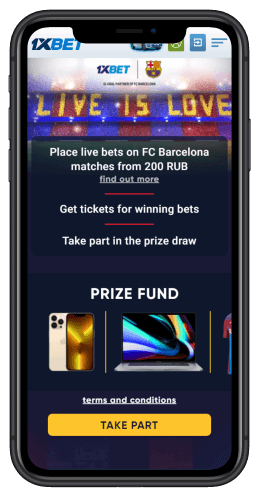 1XBET
1XBET
GLOBAL PARTNER OF FC BARCELONA
LIVE IS LOVE
Place live bets on FC Barcelona
matches from 200 RUB
find out more
Get tickets for winning bets
Take part in the prize draw
PRIZE FUND
terms and conditions
TAKE PART